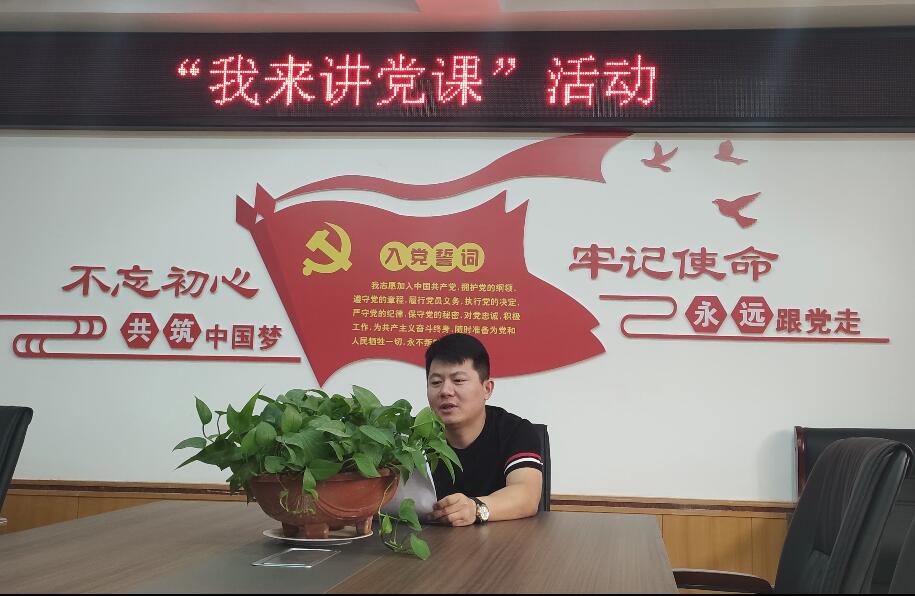 “我来讲党课”活动
不忘初心
共筑中国梦
入党誓词
我志愿加入中国共产党，拥护党的纲领，
遵守党的章程，履行党员义务，执行党的决定，
严守党的纪律，保守党的秘密，对党忠诚，积极
工作，为共产主义奋斗终身，随时准备为党和
人民牺牲一切，永不叛
牢记使命
永远跟党走